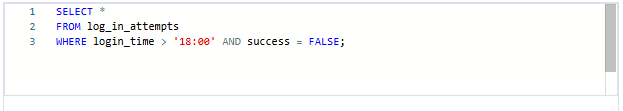 1 SELECT *
2 FROM log_in_attempts
3 WHERE login_time > '18:00' AND success = FALSE;